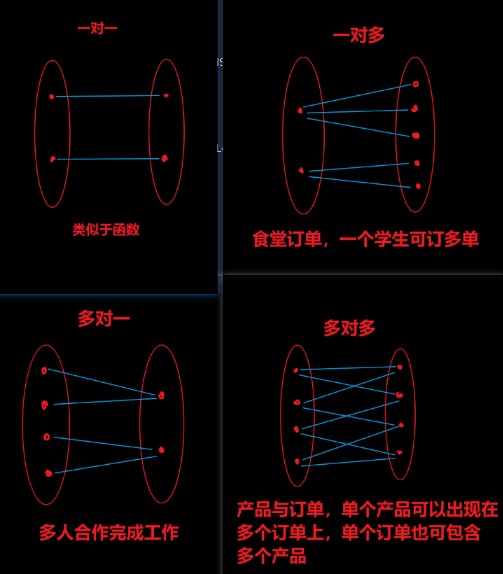 一对一
类似于函数
一对多
食堂订单，一个学生可订多单
多对一
多人合作完成工作
多对多
产品与订单，单个产品可以出现在
多个订单上，单个订单也可包含
多个产品